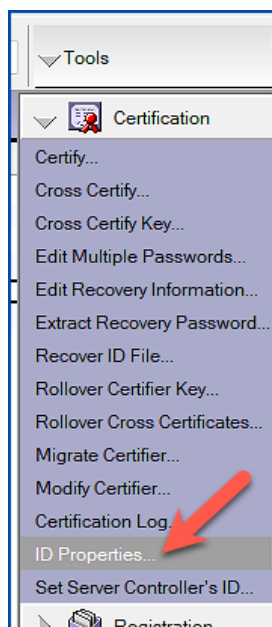 Tools
Certification
Certify...
Cross Certify...
Cross Certify Key...
Edit Multiple Passwords...
Edit Recovery Information...
Extract Recovery Password...
Recover ID File...
Rollover Certifier Key...
Rollover Cross Certificates...
Migrate Certifier...
Modify Certifier...
Certification Log...
ID Properties...
Set Server Controller's ID...
Registration